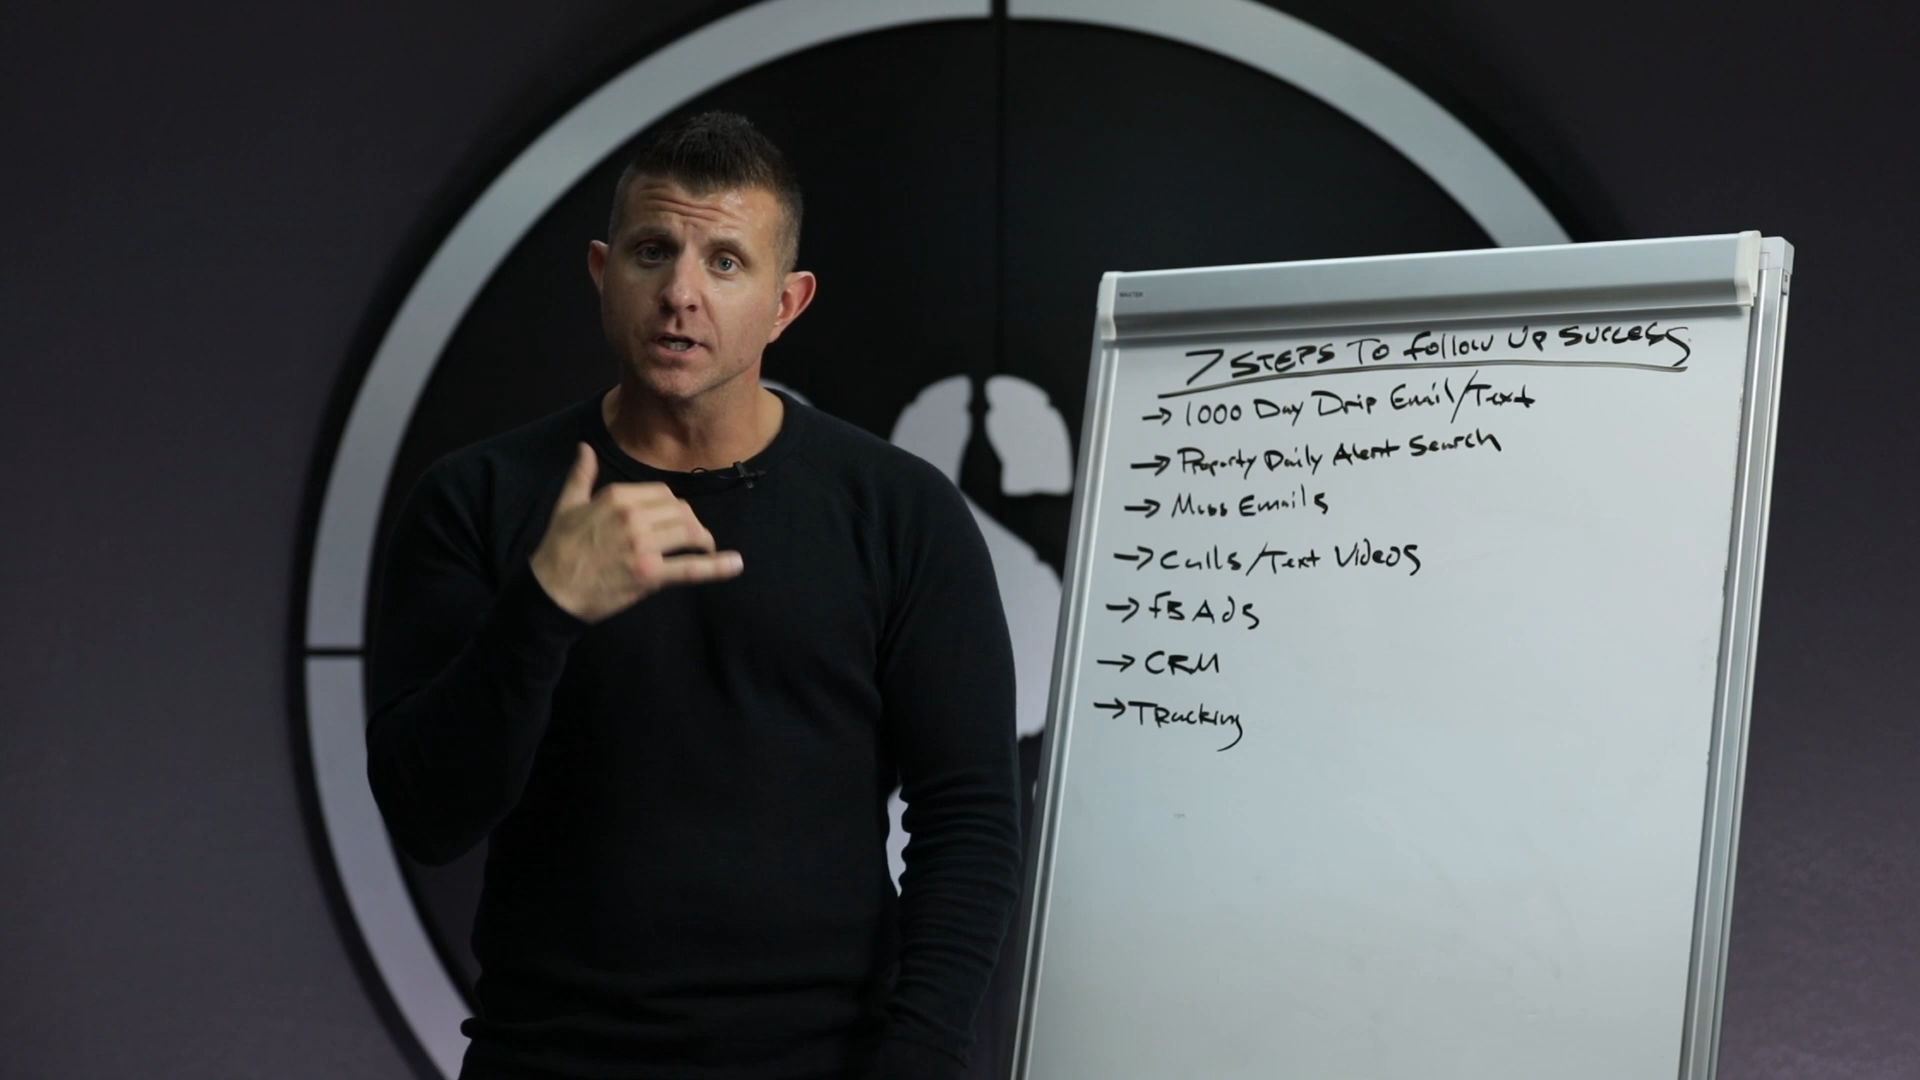 MAXTEK
7 STEPS TO follow UP SUCCESS
→ 1000 Day Drip Email/Text
→ Property Daily Alert Search
→ Mass Emails
→ Calls/Text Videos
→ FB Ads
→ CRM
→ TRacking